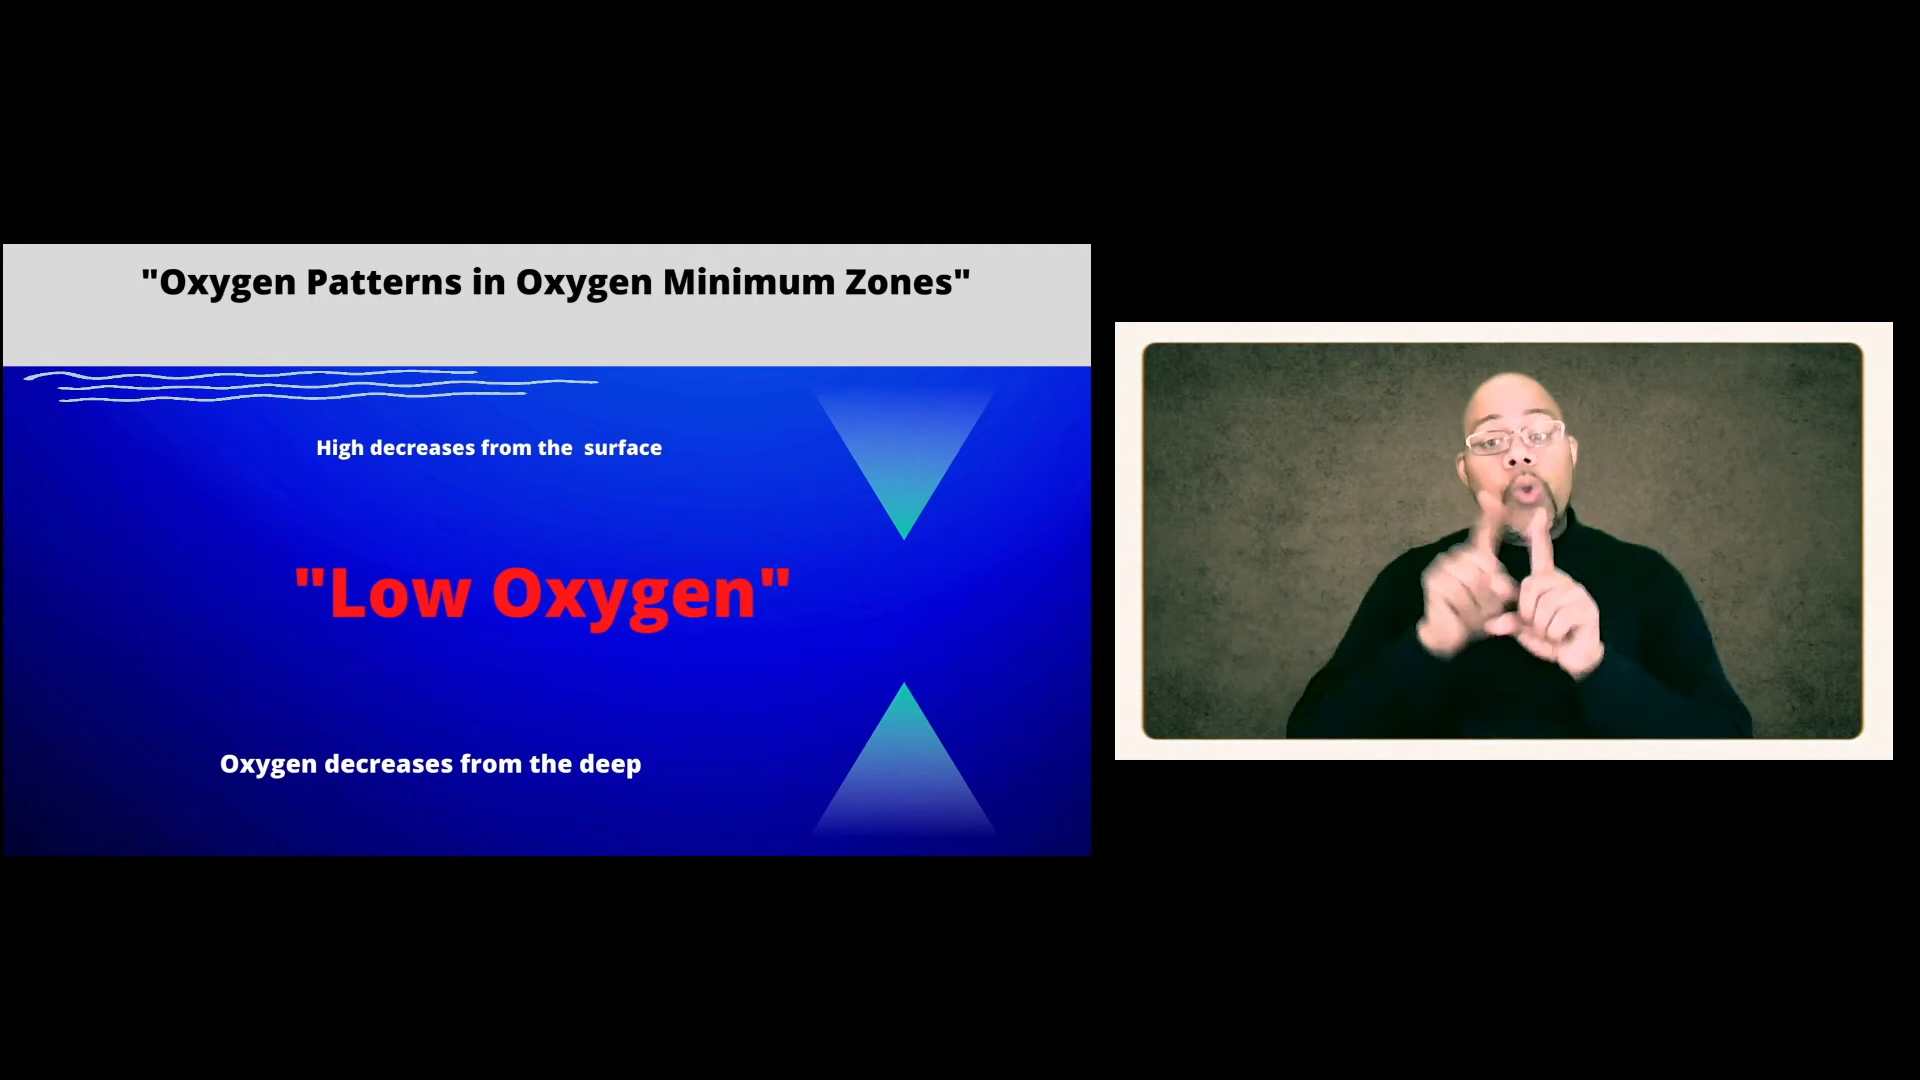 "Oxygen Patterns in Oxygen Minimum Zones"
High decreases from the  surface
"Low Oxygen"
Oxygen decreases from the deep